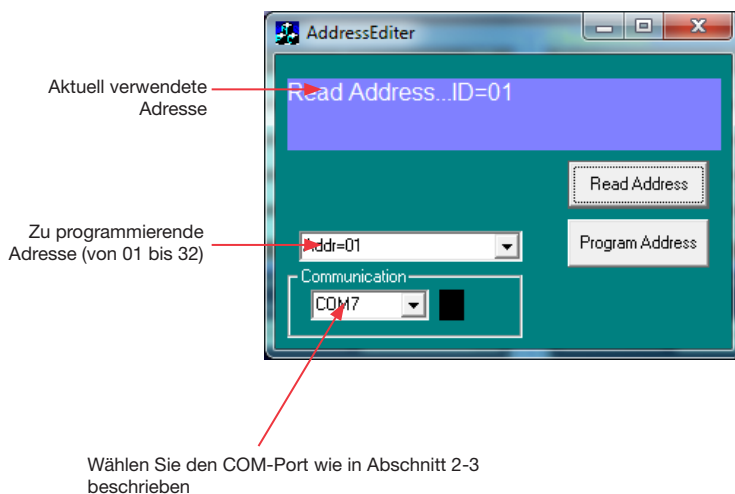 AddressEditer
Aktuell verwendete
Adresse
Read Address...ID=01
Read Address
Zu programmierende
Adresse (von 01 bis 32)
Addr=01
Program Address
Communication
COM7
Wählen Sie den COM-Port wie in Abschnitt 2-3
beschrieben